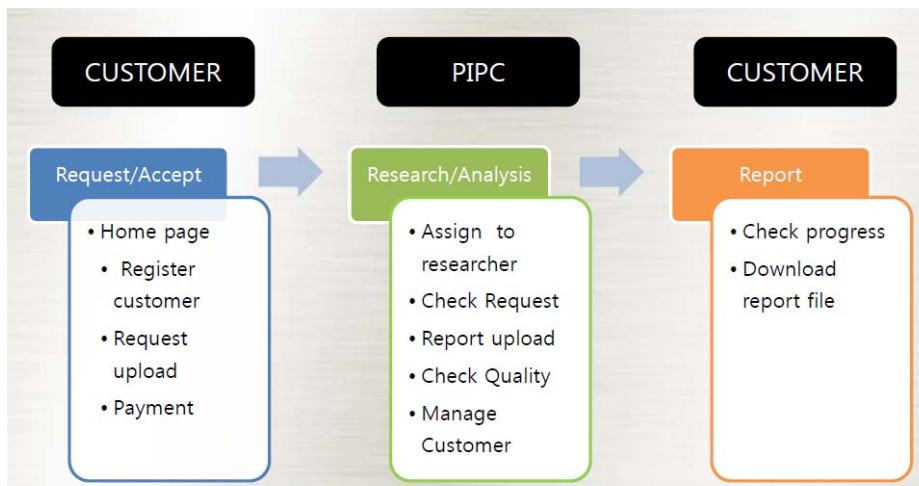 CUSTOMER
PIPC
CUSTOMER
Request/Accept
Research/Analysis
Report
• Home page
• Register
customer
• Request
upload
• Payment
• Assign to
researcher
• Check Request
• Report upload
• Check Quality
• Manage
Customer
• Check progress
• Download
report file